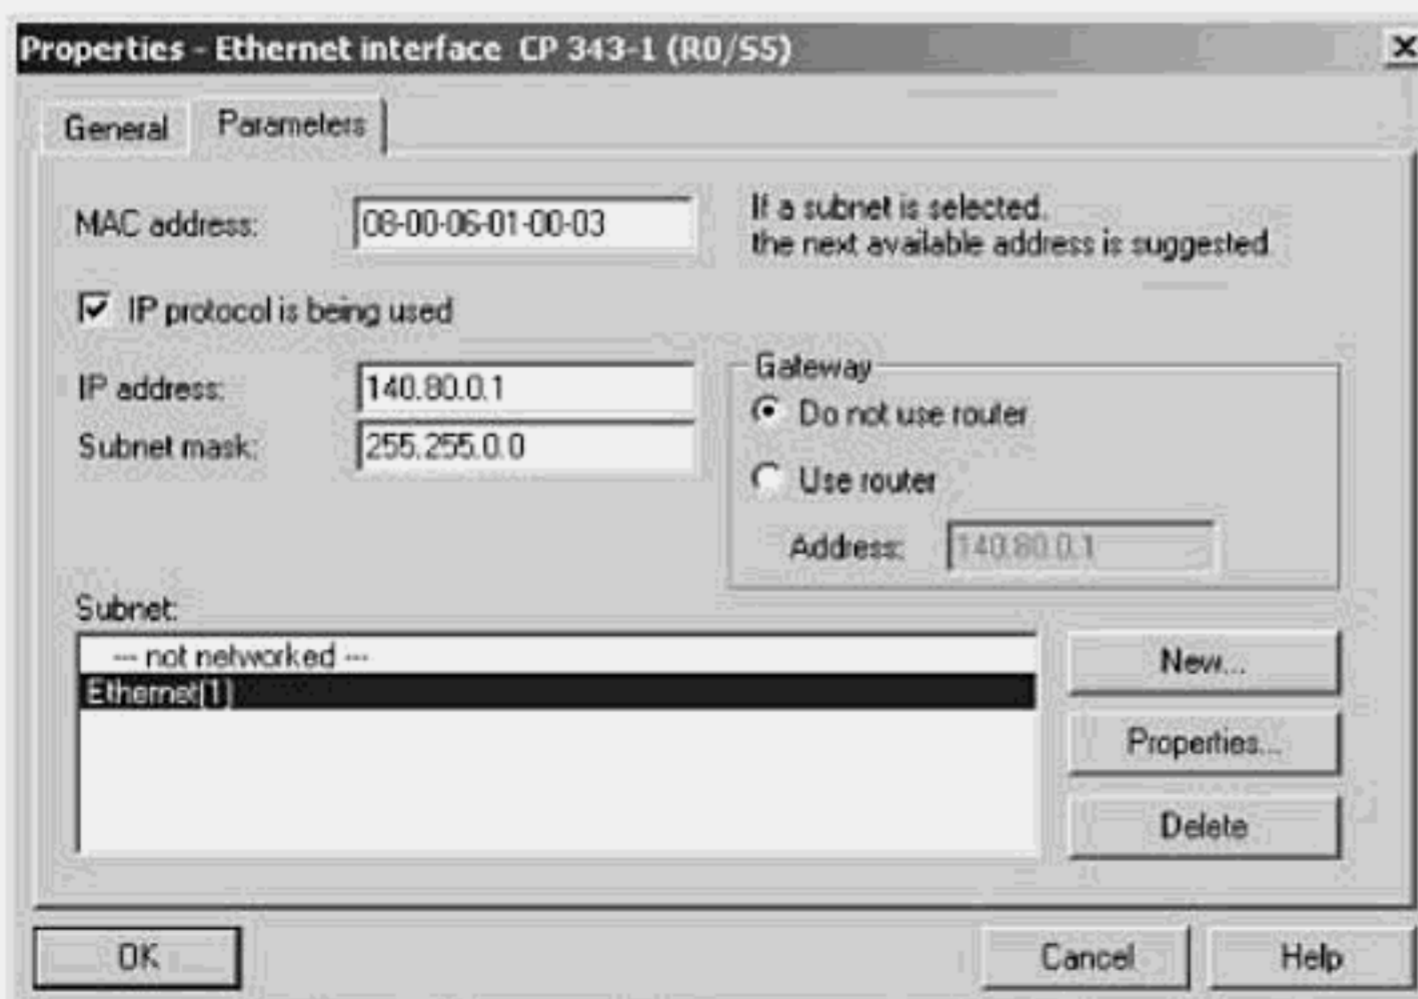 Properties - Ethernet interface CP 343-1 (R0/S5)
General
Parameters
MAC address:
08-00-06-01-00-03
If a subnet is selected.
the next available address is suggested
IP protocol is being used
IP address:
140.80.0.1
Subnet mask:
255.255.0.0
Gateway
Do not use router
Use router
Address:
140.80.0.1
Subnet:
--- not networked ---
Ethernet(1)
New...
Properties...
Delete
OK
Cancel
Help